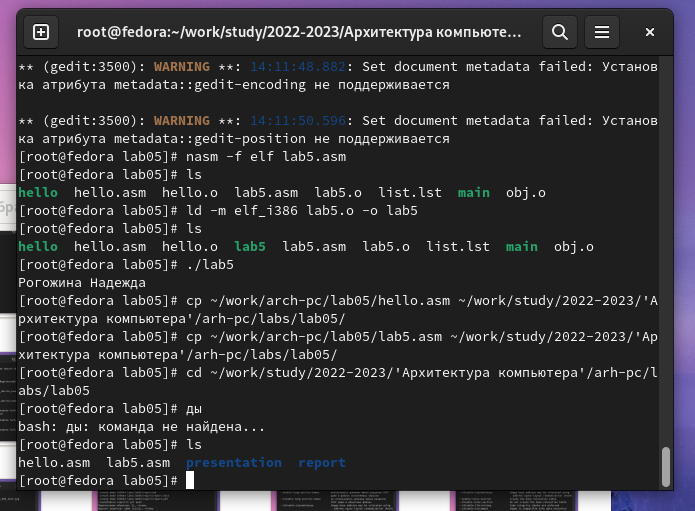 root@fedora:~/work/study/2022-2023/Архитектура компьюте...
** (gedit:3500): WARNING **: 14:11:48.882: Set document metadata failed: Установ
ка атрибута metadata::gedit-encoding не поддерживается
** (gedit:3500): WARNING **: 14:11:50.596: Set document metadata failed: Установ
ка атрибута metadata::gedit-position не поддерживается
[root@fedora lab05]# nasm -f elf lab5.asm
[root@fedora lab05]# ls
hello hello.asm hello.o lab5.asm lab5.o list.lst main obj.o
[root@fedora lab05]# ld -m elf_i386 lab5.o -o lab5
[root@fedora lab05]# ls
hello hello.asm hello.o lab5 lab5.asm lab5.o list.lst main obj.o
[root@fedora lab05]# ./lab5
Рогожина Надежда
[root@fedora lab05]# cp ~/work/arch-pc/lab05/hello.asm ~/work/study/2022-2023/'А
рхитектура компьютера'/arh-pc/labs/lab05/
[root@fedora lab05]# cp ~/work/arch-pc/lab05/lab5.asm ~/work/study/2022-2023/'Ар
хитектура компьютера'/arh-pc/labs/lab05/
[root@fedora lab05]# cd ~/work/study/2022-2023/'Архитектура компьютера'/arh-pc/l
abs/lab05
[root@fedora lab05]# ды
bash: ды: команда не найдена...
[root@fedora lab05]# ls
hello.asm lab5.asm presentation report
[root@fedora lab05]#